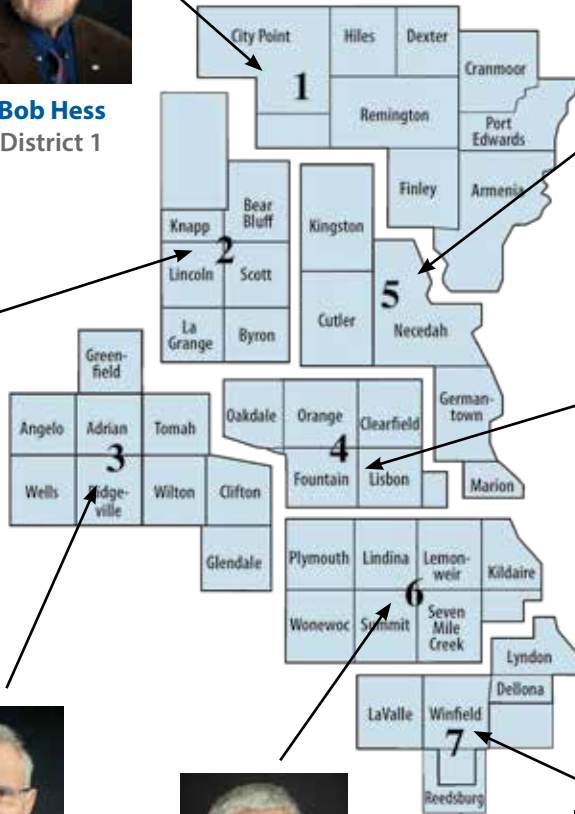 Bob Hess
District 1
City Point
Hiles
Dexter
Cranmoor
1
Remington
Port
Edwards
Finley
Armenia
Knapp
Bear
Bluff
2
Lincoln
Scott
La
Grange
Byron
Kingston
5
Cutler
Necedah
German-
town
Marion
Green-
field
Angelo
Adrian
Tomah
3
Wells
Ridge-
ville
Wilton
Clifton
Glendale
Oakdale
Orange
Clearfield
4
Fountain
Lisbon
Plymouth
Lindina
Lemon-
weir
Kildaire
6
Wonewoc
Summit
Seven
Mile
Creek
Lyndon
Dellona
LaValle
Winfield
7
Reedsburg